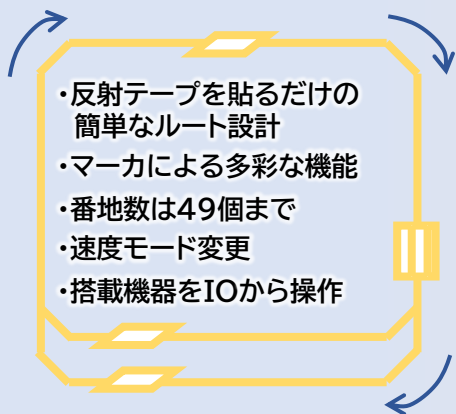 ・反射テープを貼るだけの
簡単なルート設計
・マーカによる多彩な機能
・番地数は49個まで
・速度モード変更
・搭載機器をIOから操作